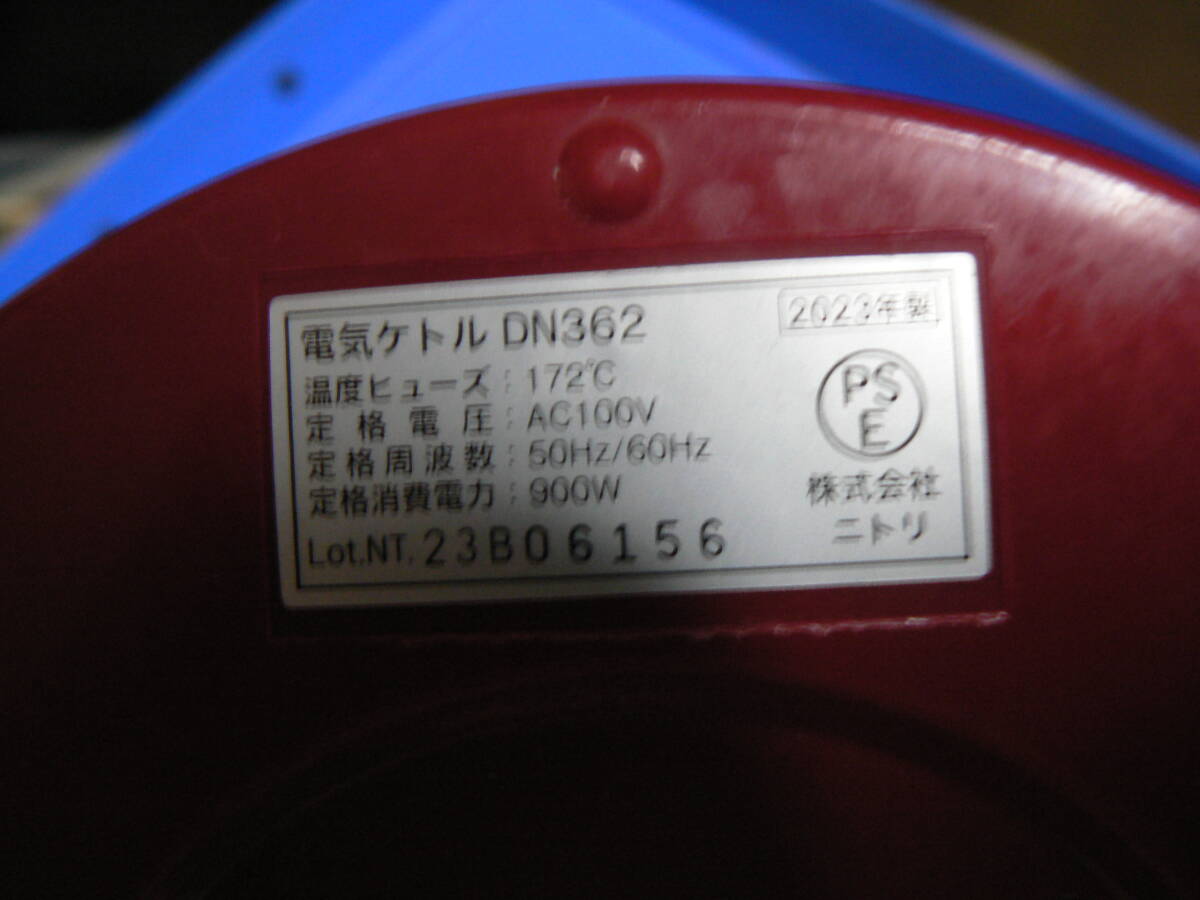 電気ケトル DN362
2023年製
温度ヒューズ : 172℃
定格電圧 : AC100V
定格周波数 : 50Hz/60Hz
定格消費電力 : 900W
Lot.NT. 23B06156
PS
E
株式会社
ニトリ